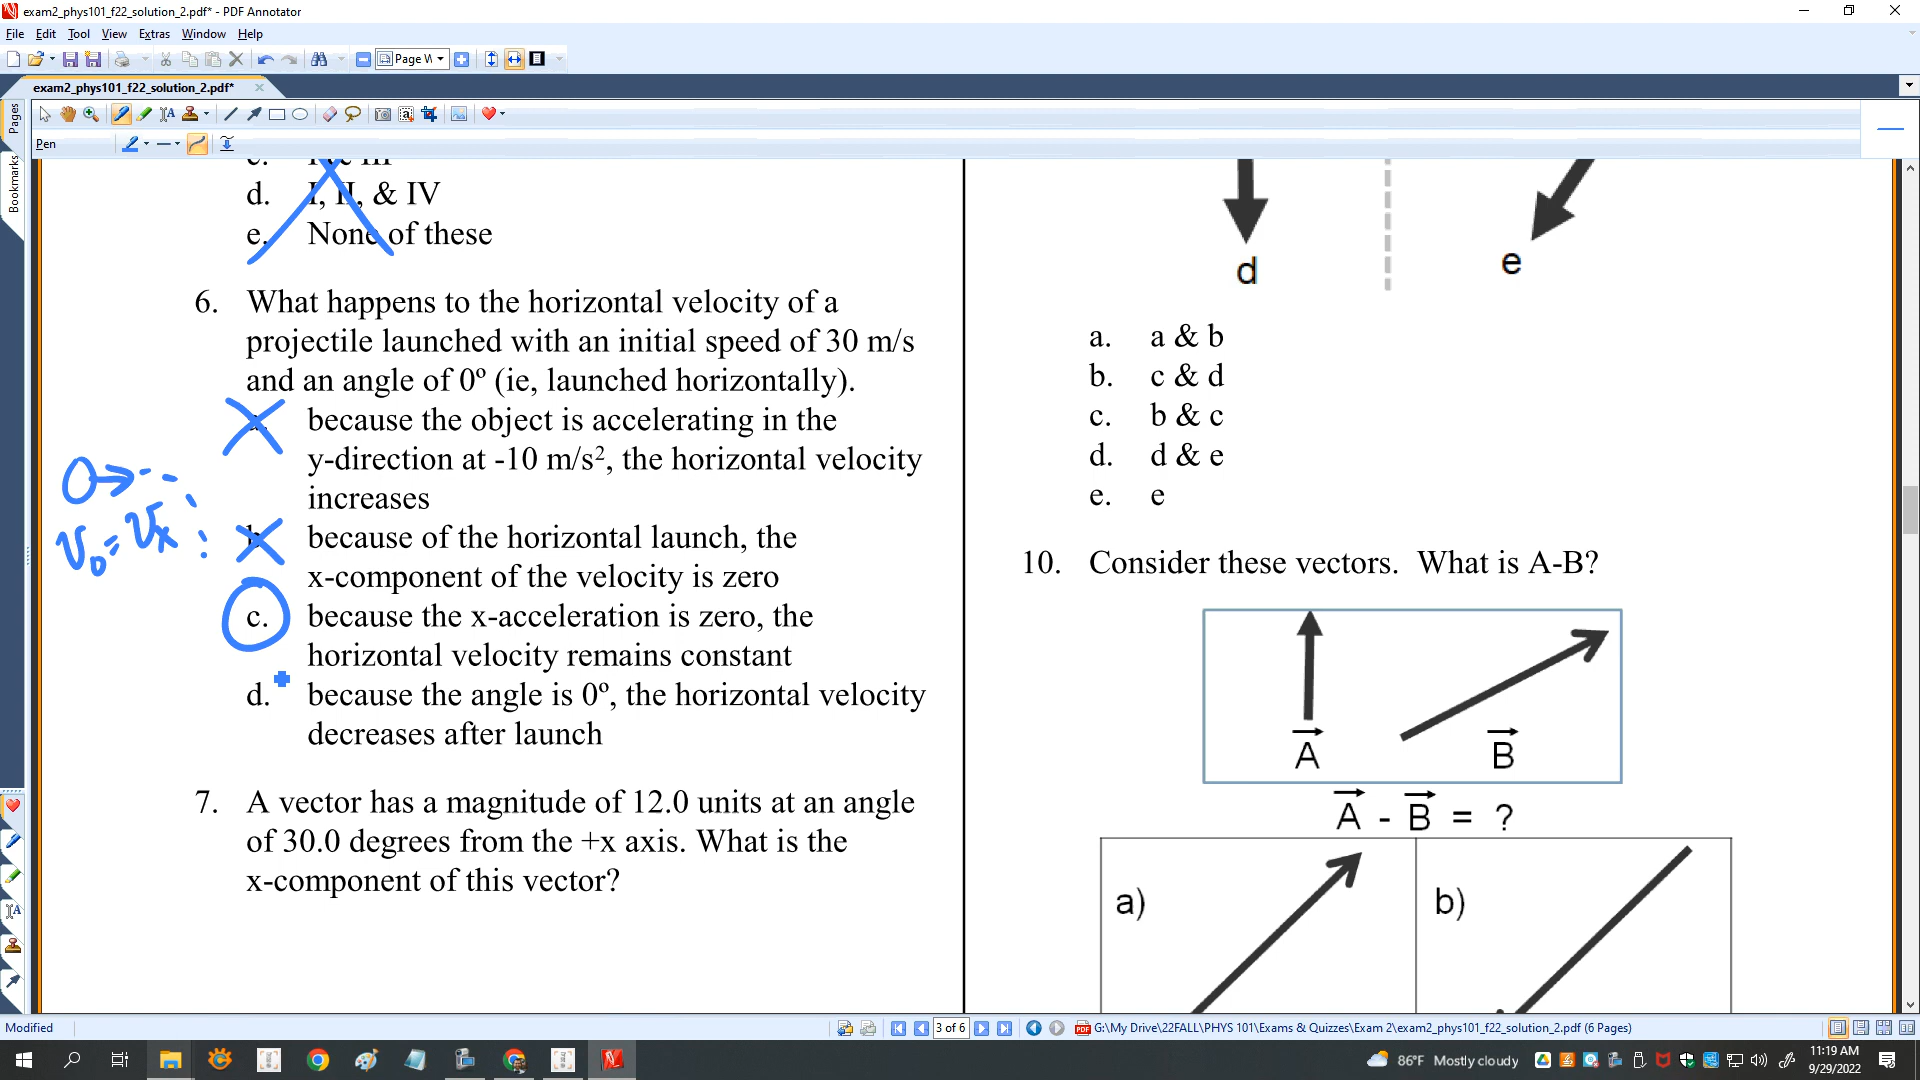 exam2_phys101_f22_solution_2.pdf* - PDF Annotator
File Edit Tool View Extras Window Help
Page W
exam2_phys101_f22_solution_2.pdf*
Pen
Pages
Bookmarks
d. I, II, & IV
e. None of these
6. What happens to the horizontal velocity of a
projectile launched with an initial speed of 30 m/s
and an angle of 0º (ie, launched horizontally).
a. because the object is accelerating in the
y-direction at -10 m/s², the horizontal velocity
increases
b. because of the horizontal launch, the
x-component of the velocity is zero
c. because the x-acceleration is zero, the
horizontal velocity remains constant
d. because the angle is 0º, the horizontal velocity
decreases after launch
v₀ = vₓ
7. A vector has a magnitude of 12.0 units at an angle
of 30.0 degrees from the +x axis. What is the
x-component of this vector?
d
e
a. a & b
b. c & d
c. b & c
d. d & e
e. e
10. Consider these vectors. What is A-B?
A B
A - B = ?
a) b)
Modified
3 of 6
G:\My Drive\22FALL\PHYS 101\Exams & Quizzes\Exam 2\exam2_phys101_f22_solution_2.pdf (6 Pages)
86°F Mostly cloudy
11:19 AM
9/29/2022